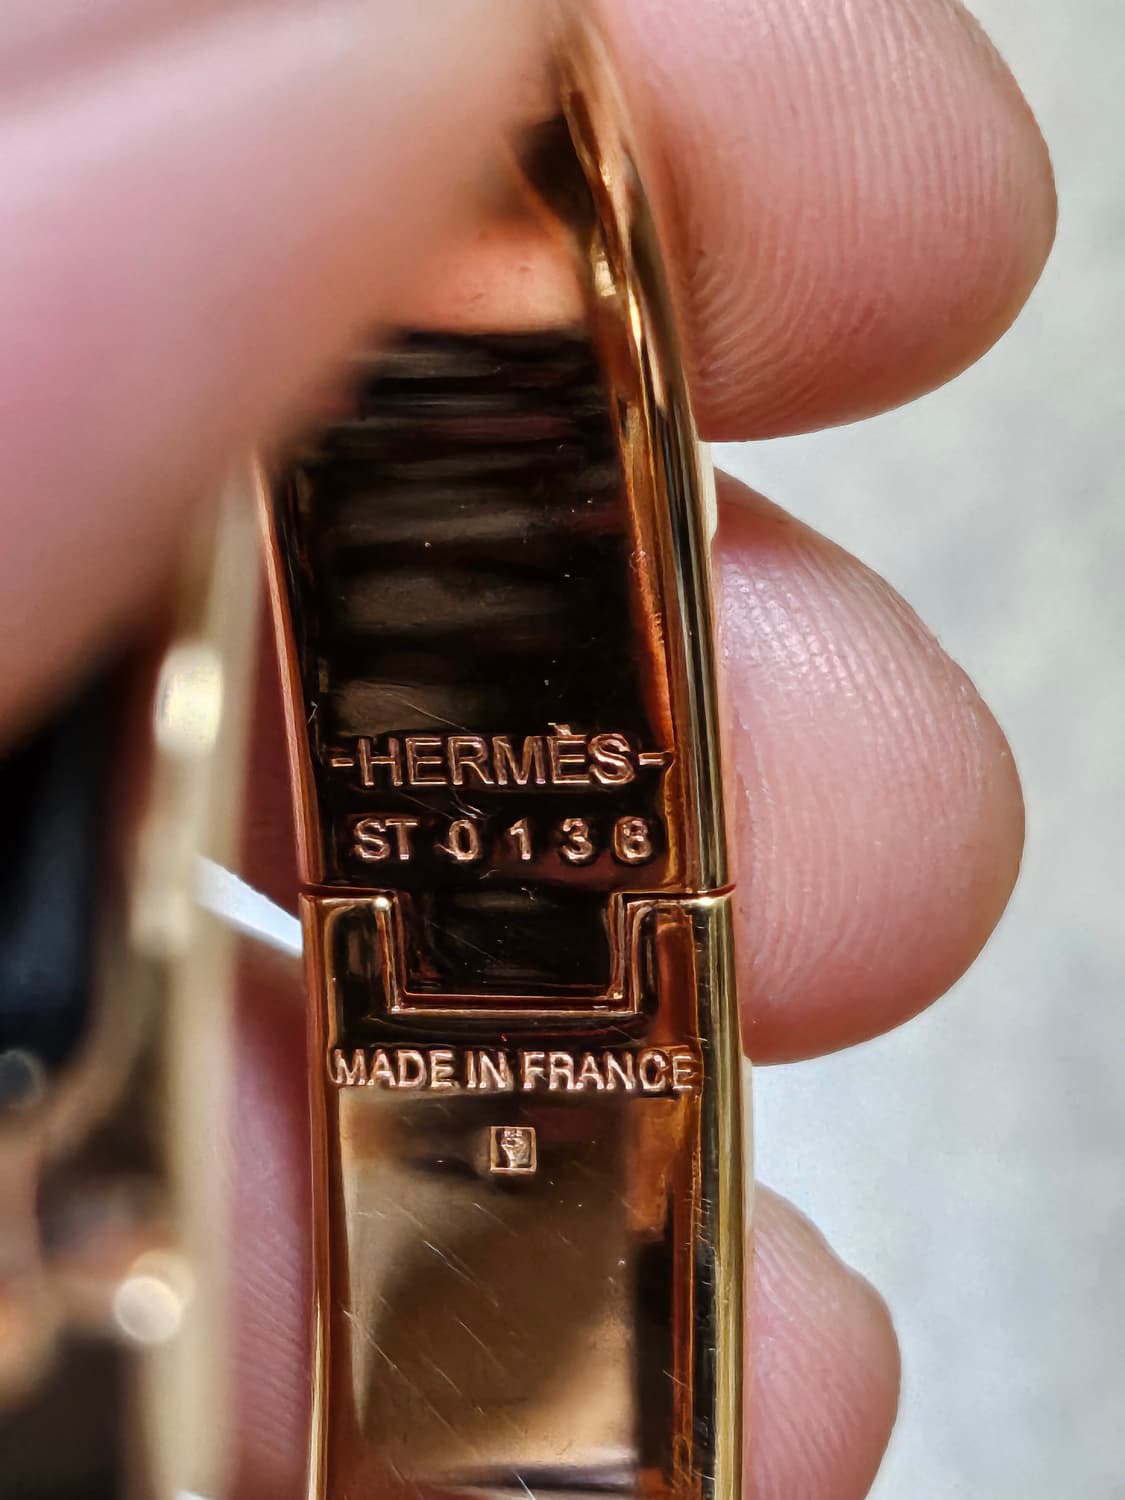 -HERMÈS-
ST 0138
MADE IN FRANCE